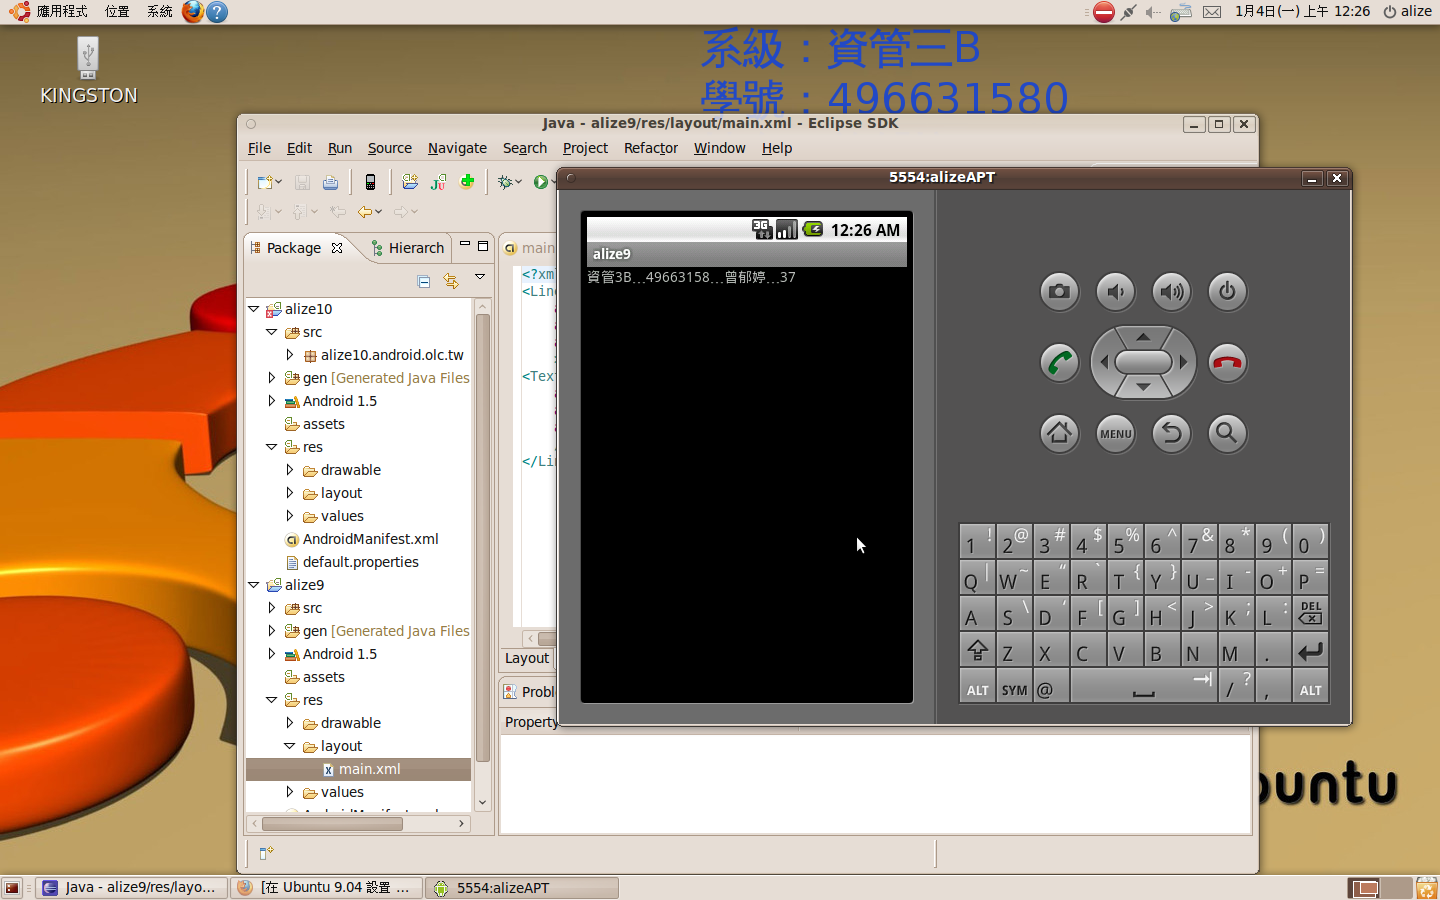 應用程式 位置 系統
1月4日(一) 上午 12:26 alize
KINGSTON
系級：資管三B
學號：496631580
Java - alize9/res/layout/main.xml - Eclipse SDK
File Edit Run Source Navigate Search Project Refactor Window Help
Package Hierarch
alize10
src
alize10.android.olc.tw
gen [Generated Java Files
Android 1.5
assets
res
drawable
layout
values
AndroidManifest.xml
default.properties
alize9
src
gen [Generated Java Files
Android 1.5
assets
res
drawable
layout
main.xml
values
main
<?xml
<Line
<Text
</Lin
Layout
Proble
Property
5554:alizeAPT
3G 12:26 AM
alize9
資管3B...49663158...曾郁婷...37
MENU
1 ! 2 @ 3 # 4 $ 5 % 6 ^ 7 & 8 * 9 ( 0 )
Q | W ~ E “ R ` T { Y } U _ I - O + P =
A S \ D ‘ F [ G ] H < J > K ; L : DEL
Z X C V B N M .
ALT SYM @ / ? , ALT
ubuntu
Java - alize9/res/layo...
[在 Ubuntu 9.04 設置 ...
5554:alizeAPT